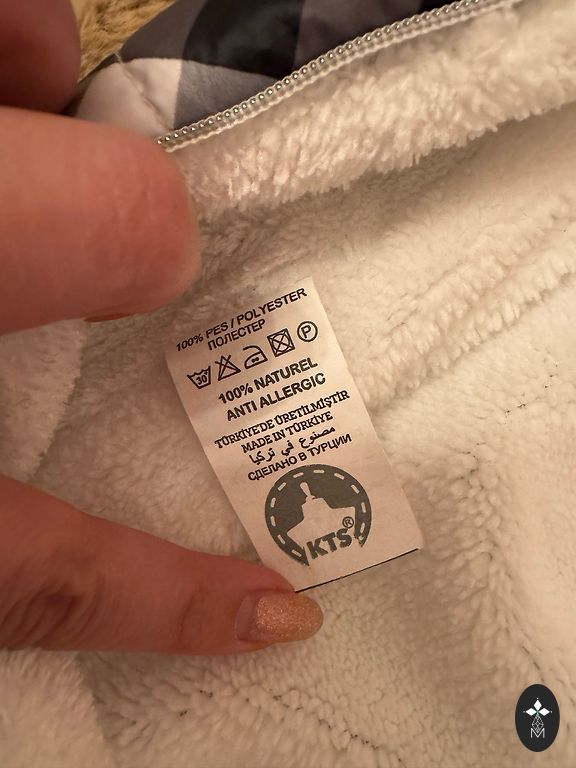 100% PES / POLYESTER
ПОЛЕСТЕР
30 P
100% NATUREL
ANTI ALLERGIC
TÜRKİYE'DE ÜRETİLMİŞTİR
MADE IN TÜRKİYE
مصنوع في تركيا
СДЕЛАНО В ТУРЦИИ
KTS®
M